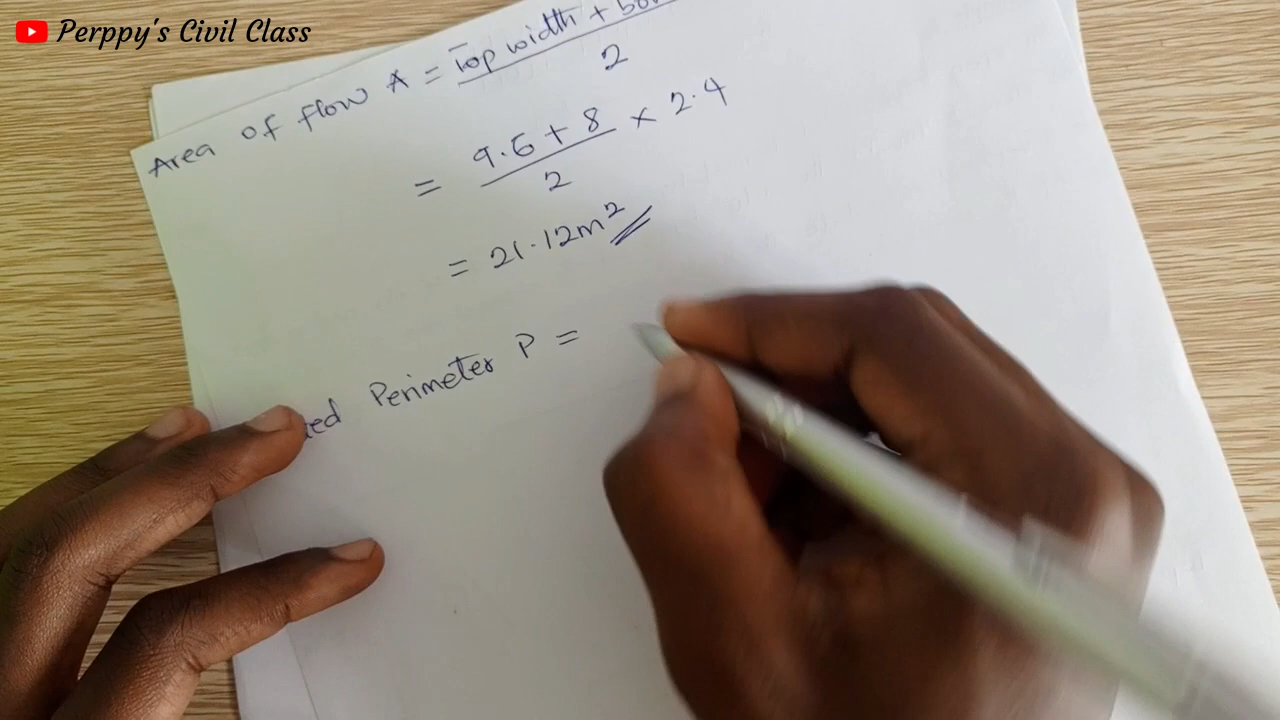 Perppy's Civil Class
Area of flow A = Top width +
2
= 9.6 + 8 × 2.4
2
= 21.12m²
Perimeter P =